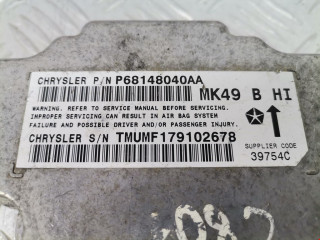 CHRYSLER P/N P68148040AA
MK49 B HI
WARNING. REFER TO SERVICE MANUAL BEFORE SERVICING.
IMPROPER SERVICING CAN RESULT IN AIR BAG SYSTEM
FAILURE AND POSSIBLE DRIVER AND/OR PASSENGER INJURY.
CHRYSLER S/N TMUMF179102678
SUPPLIER CODE
39754C